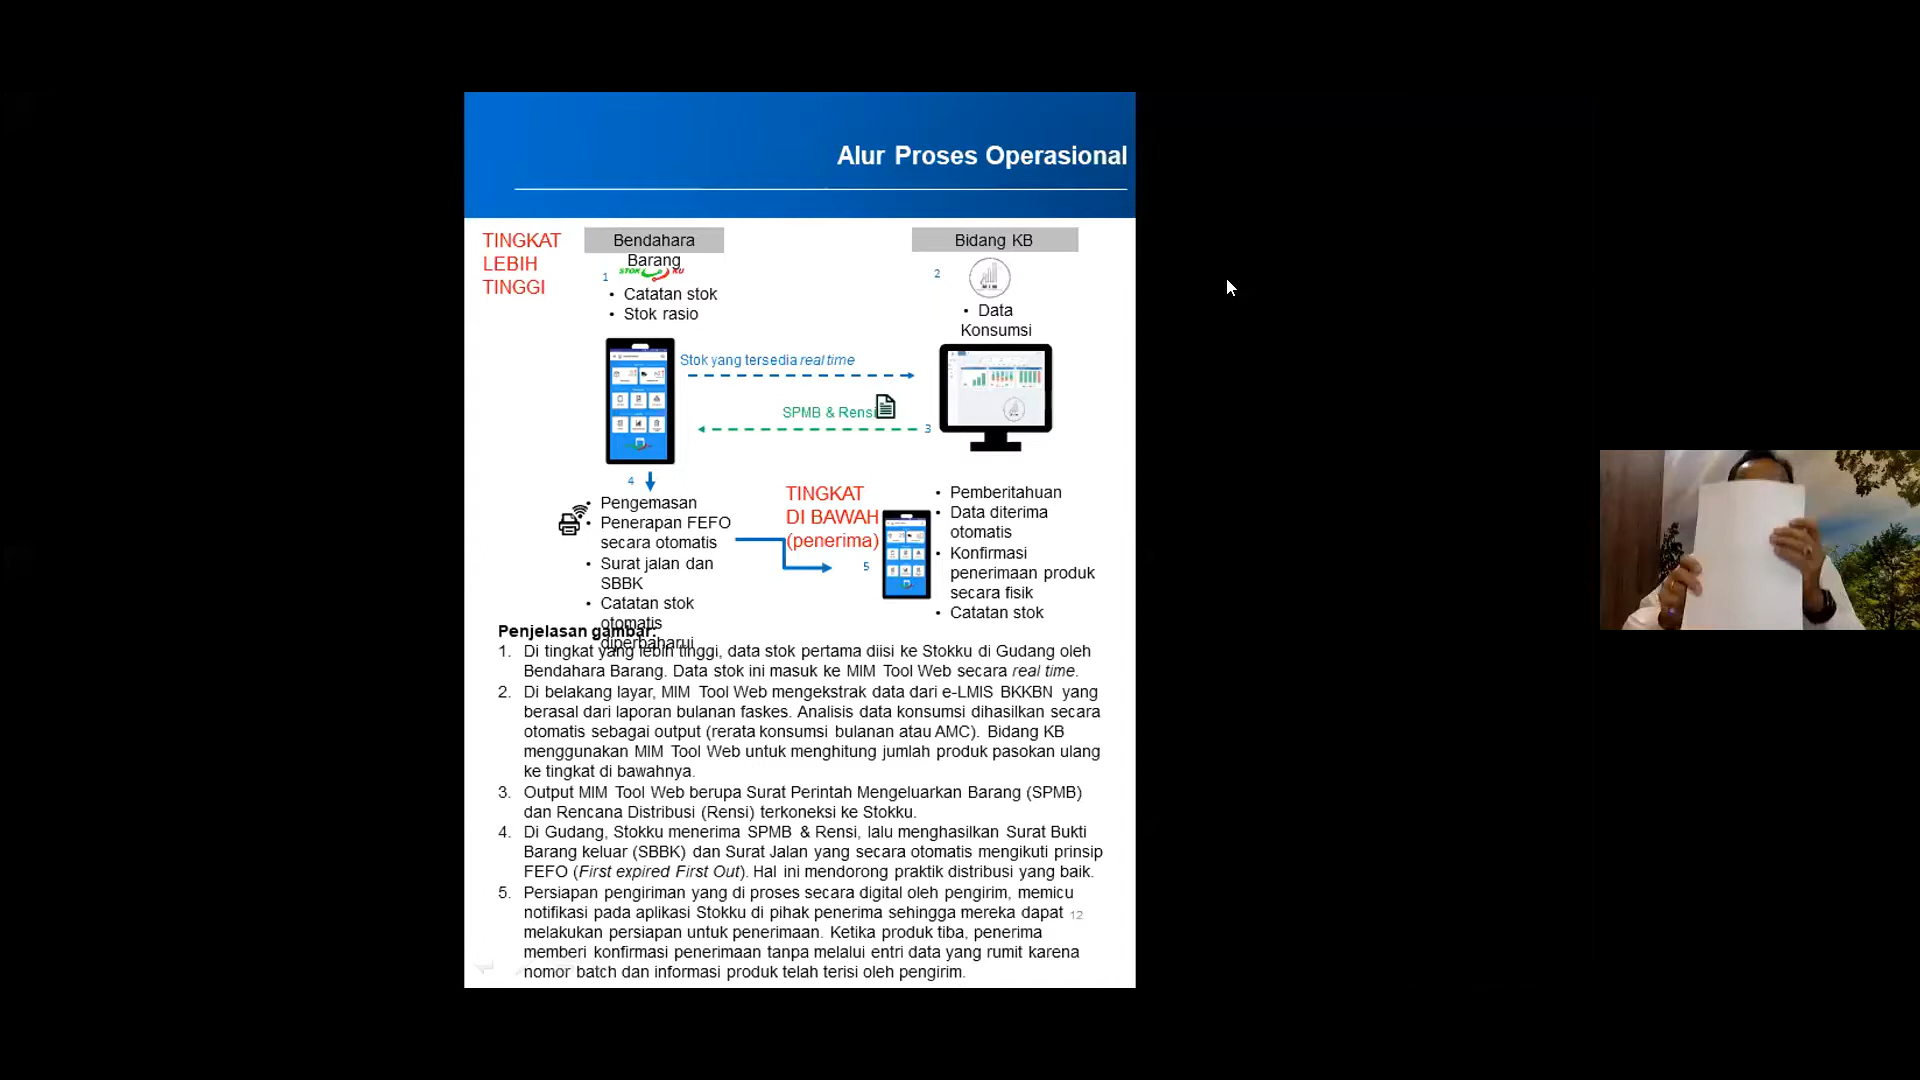 Alur Proses Operasional
TINGKAT
LEBIH
TINGGI
Bendahara
Barang
1
STOK KU
• Catatan stok
• Stok rasio
Bidang KB
2
MIM
• Data
Konsumsi
Stok yang tersedia real time
SPMB & Rensi
3
4
• Pengemasan
• Penerapan FEFO
secara otomatis
• Surat jalan dan
SBBK
• Catatan stok
otomatis
diperbaharui
TINGKAT
DI BAWAH
(penerima)
5
• Pemberitahuan
• Data diterima
otomatis
• Konfirmasi
penerimaan produk
secara fisik
• Catatan stok
Penjelasan gambar:
1. Di tingkat yang lebih tinggi, data stok pertama diisi ke Stokku di Gudang oleh
Bendahara Barang. Data stok ini masuk ke MIM Tool Web secara real time.
2. Di belakang layar, MIM Tool Web mengekstrak data dari e-LMIS BKKBN yang
berasal dari laporan bulanan faskes. Analisis data konsumsi dihasilkan secara
otomatis sebagai output (rerata konsumsi bulanan atau AMC). Bidang KB
menggunakan MIM Tool Web untuk menghitung jumlah produk pasokan ulang
ke tingkat di bawahnya.
3. Output MIM Tool Web berupa Surat Perintah Mengeluarkan Barang (SPMB)
dan Rencana Distribusi (Rensi) terkoneksi ke Stokku.
4. Di Gudang, Stokku menerima SPMB & Rensi, lalu menghasilkan Surat Bukti
Barang keluar (SBBK) dan Surat Jalan yang secara otomatis mengikuti prinsip
FEFO (First expired First Out). Hal ini mendorong praktik distribusi yang baik.
5. Persiapan pengiriman yang di proses secara digital oleh pengirim, memicu
notifikasi pada aplikasi Stokku di pihak penerima sehingga mereka dapat
melakukan persiapan untuk penerimaan. Ketika produk tiba, penerima
memberi konfirmasi penerimaan tanpa melalui entri data yang rumit karena
nomor batch dan informasi produk telah terisi oleh pengirim.
12